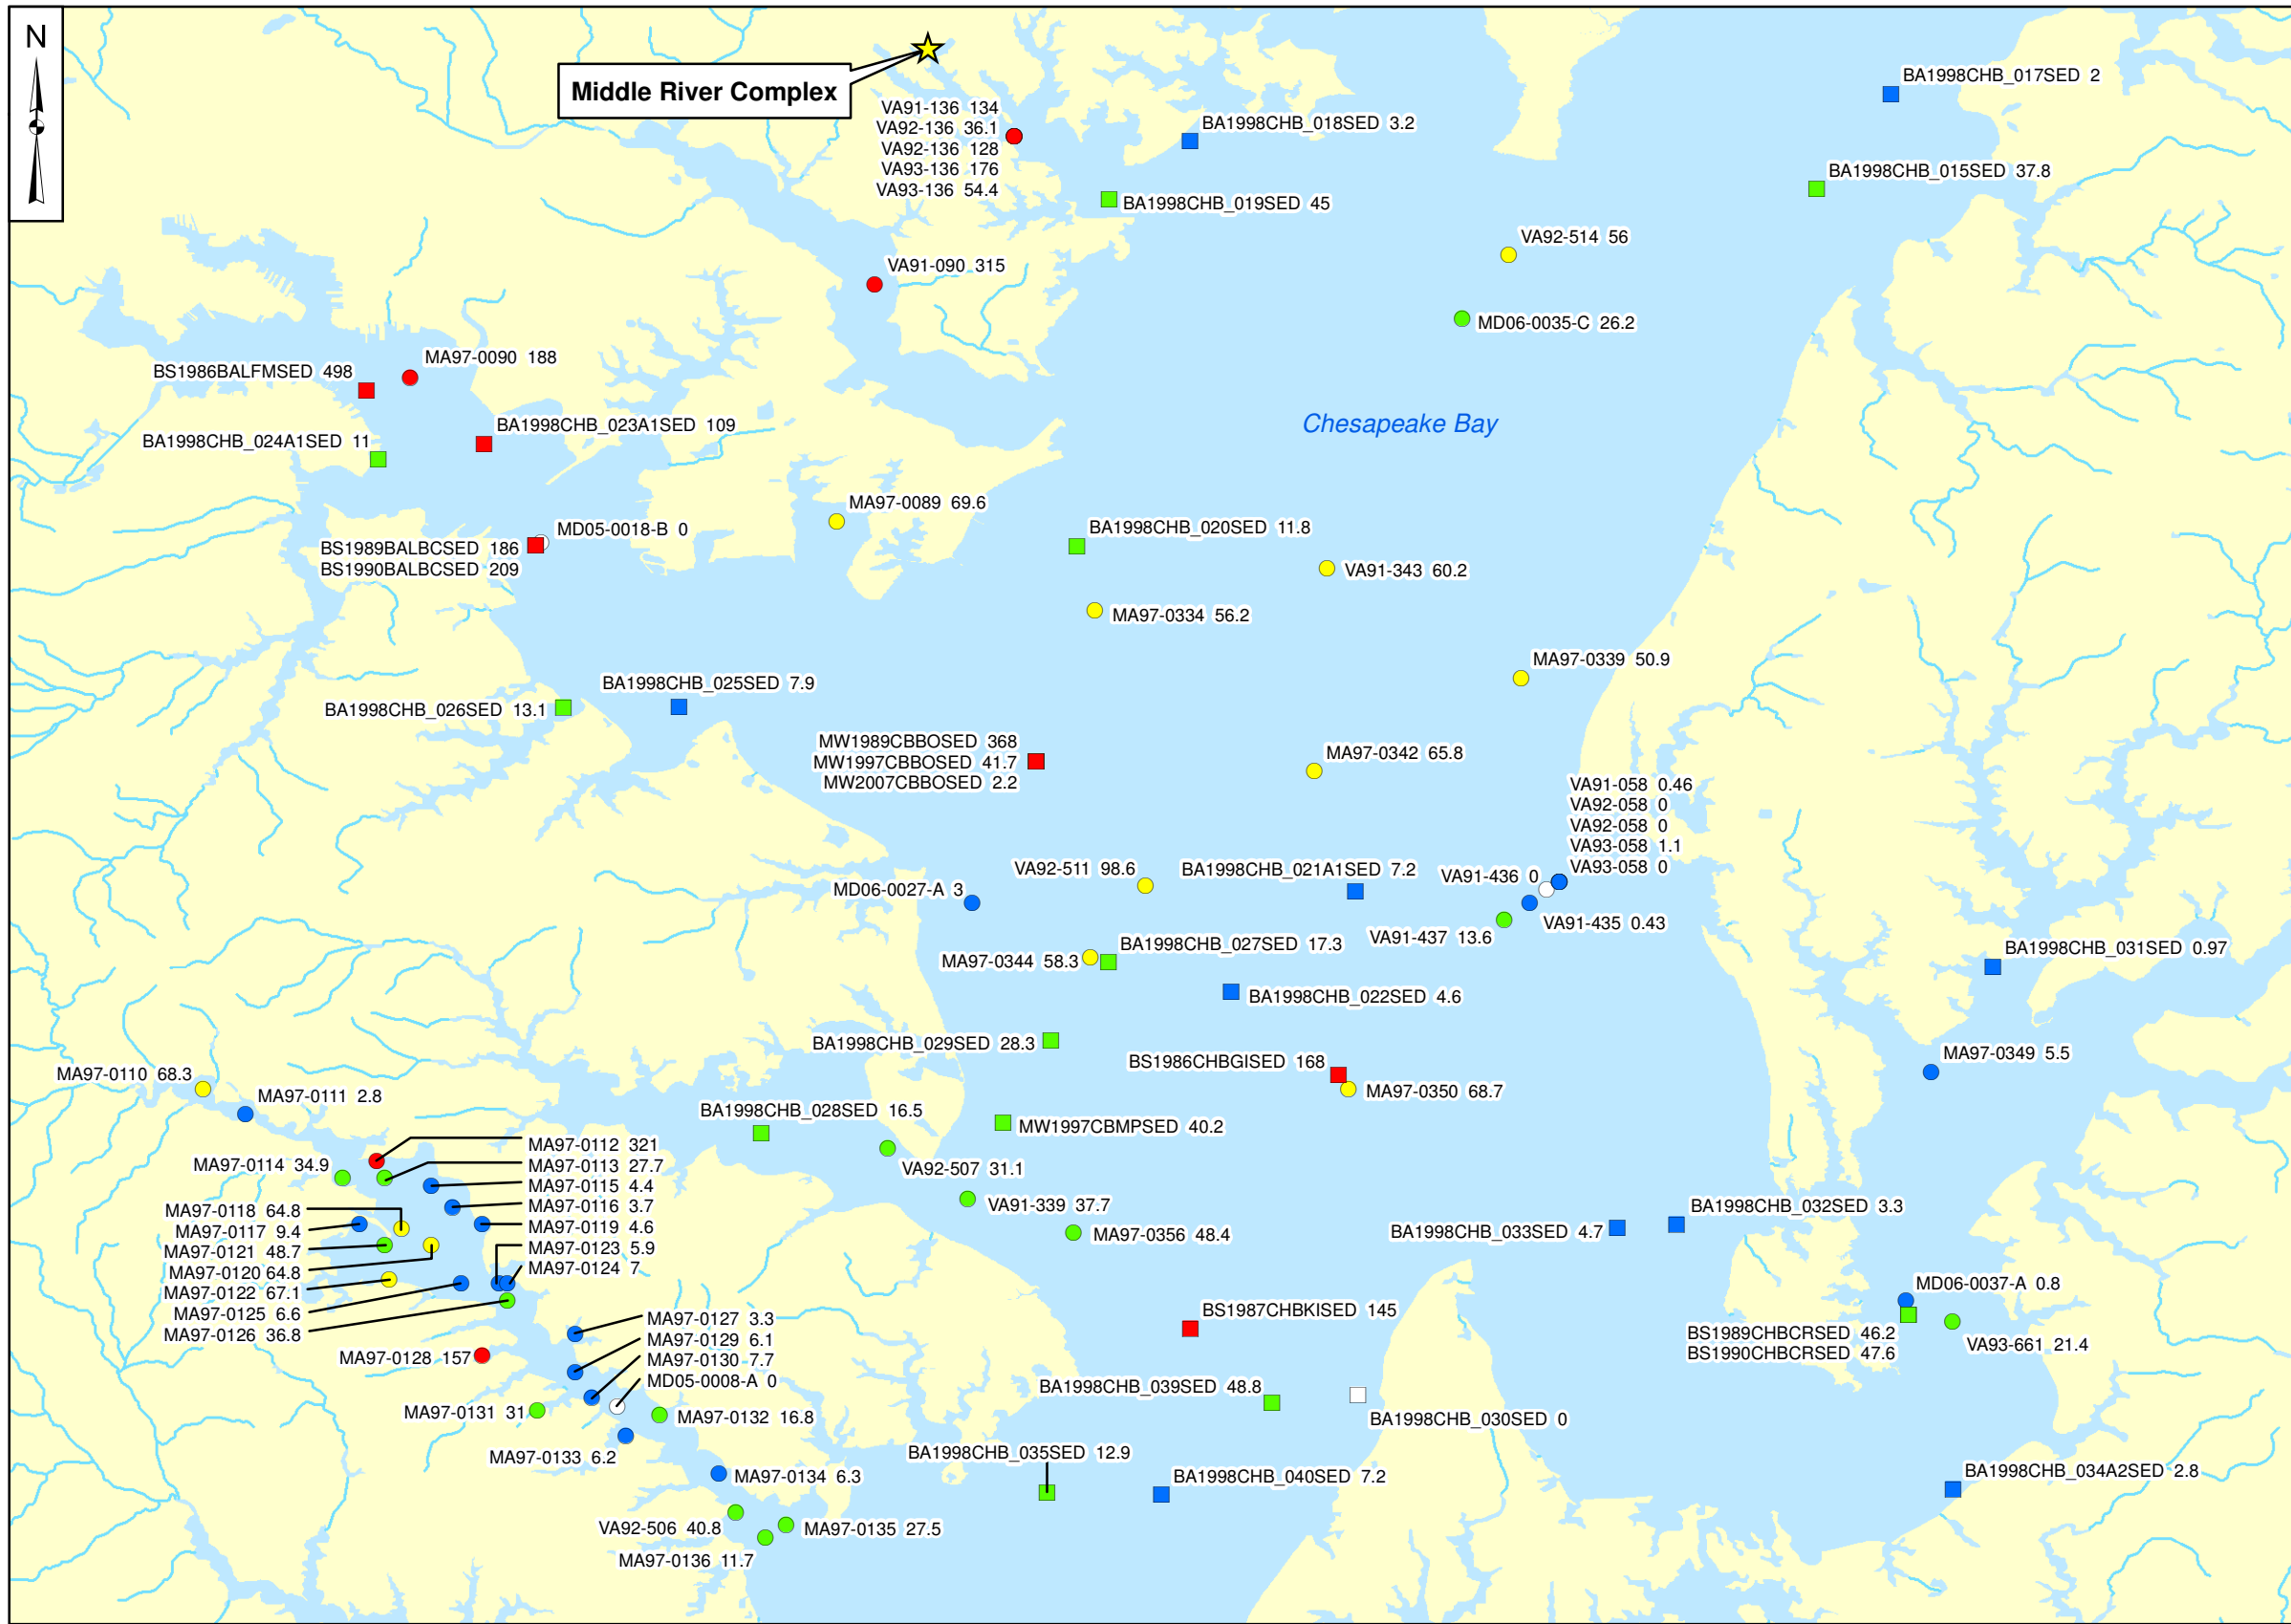 N
Middle River Complex
BA1998CHB_017SED 2
VA91-136 134
VA92-136 36.1
VA92-136 128
VA93-136 176
VA93-136 54.4
BA1998CHB_018SED 3.2
BA1998CHB_015SED 37.8
BA1998CHB_019SED 45
VA92-514 56
VA91-090 315
MD06-0035-C 26.2
MA97-0090 188
BS1986BALFMSED 498
Chesapeake Bay
BA1998CHB_023A1SED 109
BA1998CHB_024A1SED 11
MA97-0089 69.6
BA1998CHB_020SED 11.8
MD05-0018-B 0
BS1989BALBCSED 186
BS1990BALBCSED 209
VA91-343 60.2
MA97-0334 56.2
MA97-0339 50.9
BA1998CHB_025SED 7.9
BA1998CHB_026SED 13.1
MW1989CBBOSED 368
MW1997CBBOSED 41.7
MW2007CBBOSED 2.2
MA97-0342 65.8
VA91-058 0.46
VA92-058 0
VA92-058 0
VA93-058 1.1
VA93-058 0
VA92-511 98.6
BA1998CHB_021A1SED 7.2
VA91-436 0
MD06-0027-A 3
VA91-435 0.43
VA91-437 13.6
BA1998CHB_027SED 17.3
MA97-0344 58.3
BA1998CHB_031SED 0.97
BA1998CHB_022SED 4.6
BA1998CHB_029SED 28.3
BS1986CHBGISED 168
MA97-0349 5.5
MA97-0350 68.7
MA97-0110 68.3
MA97-0111 2.8
BA1998CHB_028SED 16.5
MW1997CBMPSED 40.2
MA97-0112 321
MA97-0113 27.7
MA97-0115 4.4
MA97-0116 3.7
MA97-0119 4.6
MA97-0123 5.9
MA97-0124 7
MA97-0114 34.9
VA92-507 31.1
VA91-339 37.7
MA97-0118 64.8
MA97-0117 9.4
MA97-0121 48.7
MA97-0120 64.8
MA97-0122 67.1
MA97-0125 6.6
MA97-0126 36.8
MA97-0356 48.4
BA1998CHB_033SED 4.7
BA1998CHB_032SED 3.3
MD06-0037-A 0.8
BS1987CHBKISED 145
MA97-0127 3.3
MA97-0129 6.1
MA97-0130 7.7
MD05-0008-A 0
BS1989CHBCRSED 46.2
BS1990CHBCRSED 47.6
VA93-661 21.4
MA97-0128 157
BA1998CHB_039SED 48.8
MA97-0131 31
MA97-0132 16.8
BA1998CHB_030SED 0
MA97-0133 6.2
BA1998CHB_035SED 12.9
MA97-0134 6.3
BA1998CHB_040SED 7.2
BA1998CHB_034A2SED 2.8
VA92-506 40.8
MA97-0135 27.5
MA97-0136 11.7